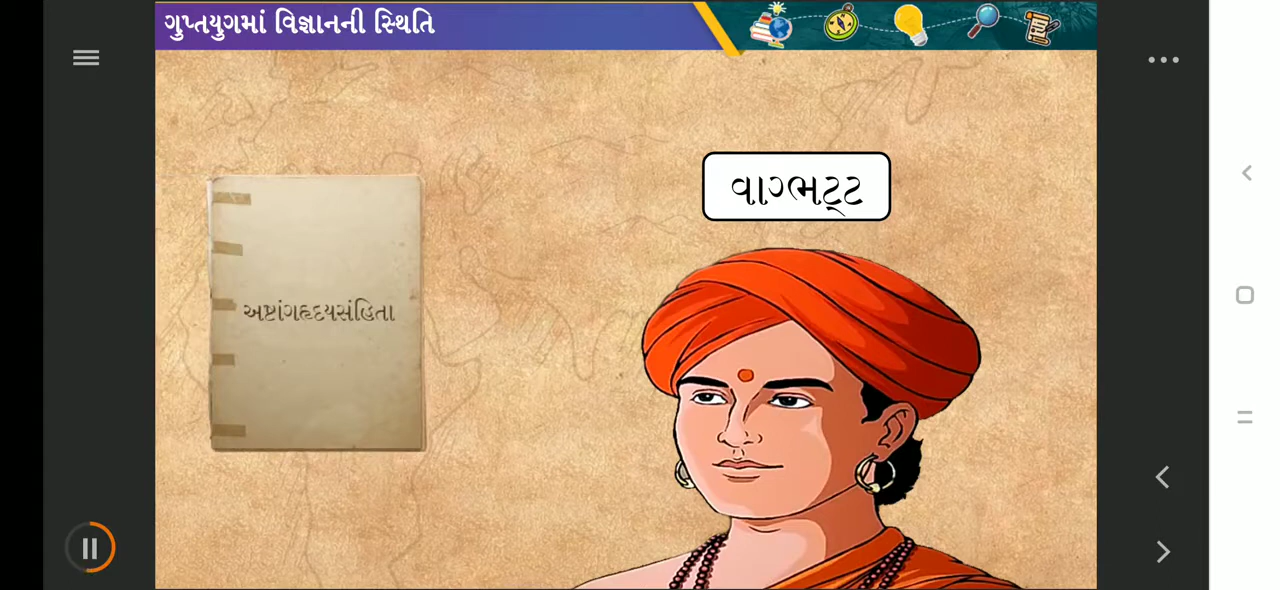 ગુપ્તયુગમાં વિજ્ઞાનની સ્થિતિ
વાગ્ભટ્ટ
અષ્ટાંગહૃદયસંહિતા